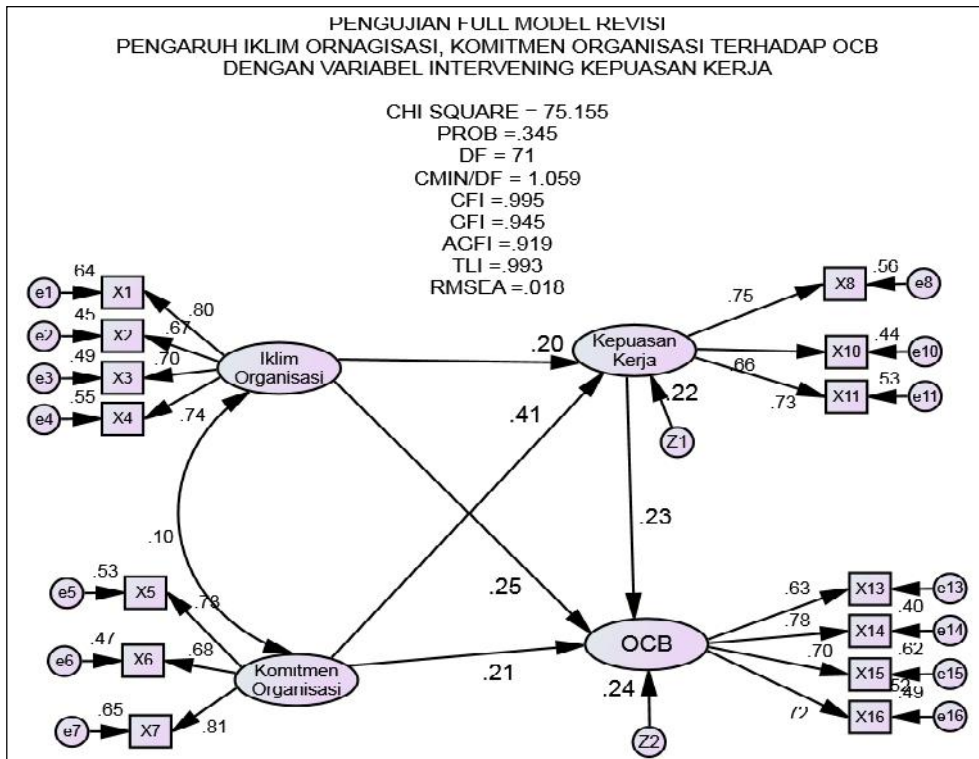 PENGUJIAN FULL MODEL REVISI
PENGARUH IKLIM ORNAGISASI, KOMITMEN ORGANISASI TERHADAP OCB
DENGAN VARIABEL INTERVENING KEPUASAN KERJA
CHI SQUARE = 75.155
PROB =.345
DF = 71
CMIN/DF = 1.059
CFI =.995
GFI =.945
AGFI =.919
TLI =.993
RMSEA =.018
.64
e1
X1
.80
.45
e2
X2
.67
.49
e3
X3
.70
.55
e4
X4
.74
Iklim
Organisasi
.20
Kepuasan
Kerja
.75
X8
.56
e8
.66
X10
.44
e10
.73
X11
.53
e11
.22
Z1
.41
.10
.23
.25
.53
e5
X5
.73
.47
e6
X6
.68
.65
e7
X7
.81
Komitmen
Organisasi
.21
OCB
.24
Z2
.63
X13
e13
.40
.78
X14
e14
.62
.70
X15
e15
.52
.49
X16
e16